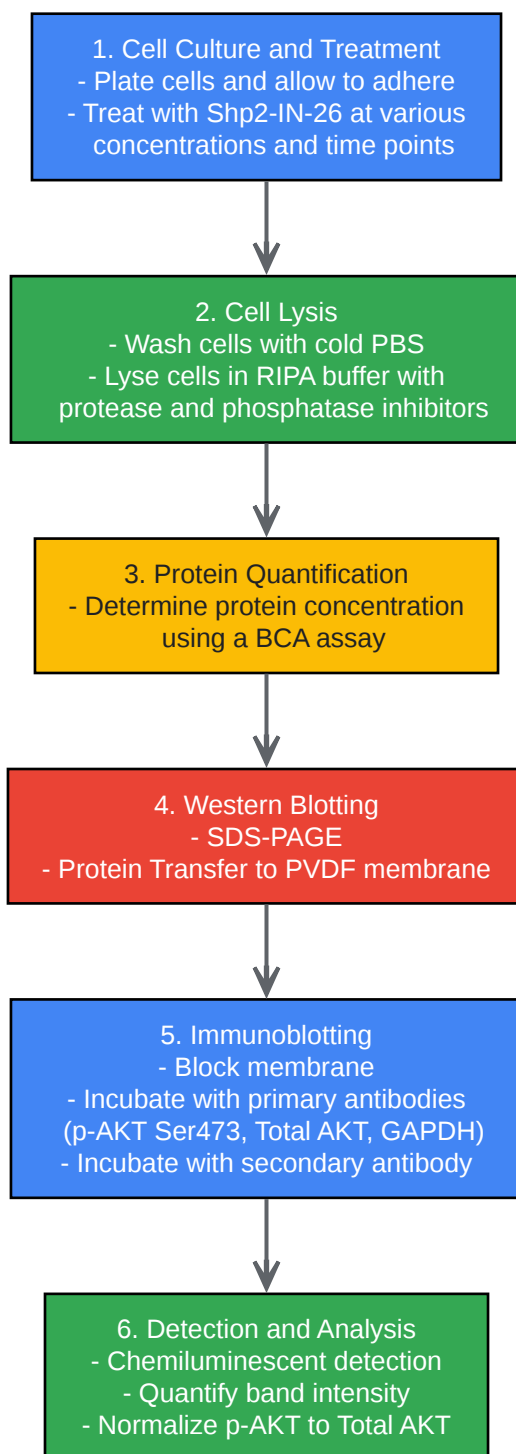 1. Cell Culture and Treatment
- Plate cells and allow to adhere
- Treat with Shp2-IN-26 at various
concentrations and time points
2. Cell Lysis
- Wash cells with cold PBS
- Lyse cells in RIPA buffer with
protease and phosphatase inhibitors
3. Protein Quantification
- Determine protein concentration
using a BCA assay
4. Western Blotting
- SDS-PAGE
- Protein Transfer to PVDF membrane
5. Immunoblotting
- Block membrane
- Incubate with primary antibodies
(p-AKT Ser473, Total AKT, GAPDH)
- Incubate with secondary antibody
6. Detection and Analysis
- Chemiluminescent detection
- Quantify band intensity
- Normalize p-AKT to Total AKT